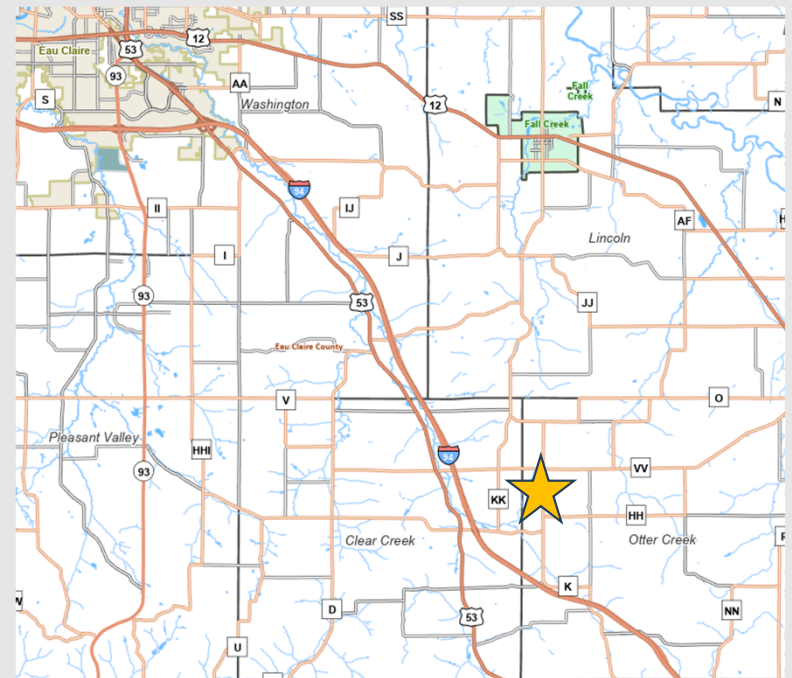 SS
12
Eau Claire
53
93
AA
S
Washington
12
Fall
Creek
N
Fall Creek
94
II
IJ
AF
Lincoln
I
J
93
53
JJ
Eau Claire County
V
O
Pleasant Valley
HHI
94
VV
93
KK
HH
Clear Creek
Otter Creek
K
D
NN
53
U